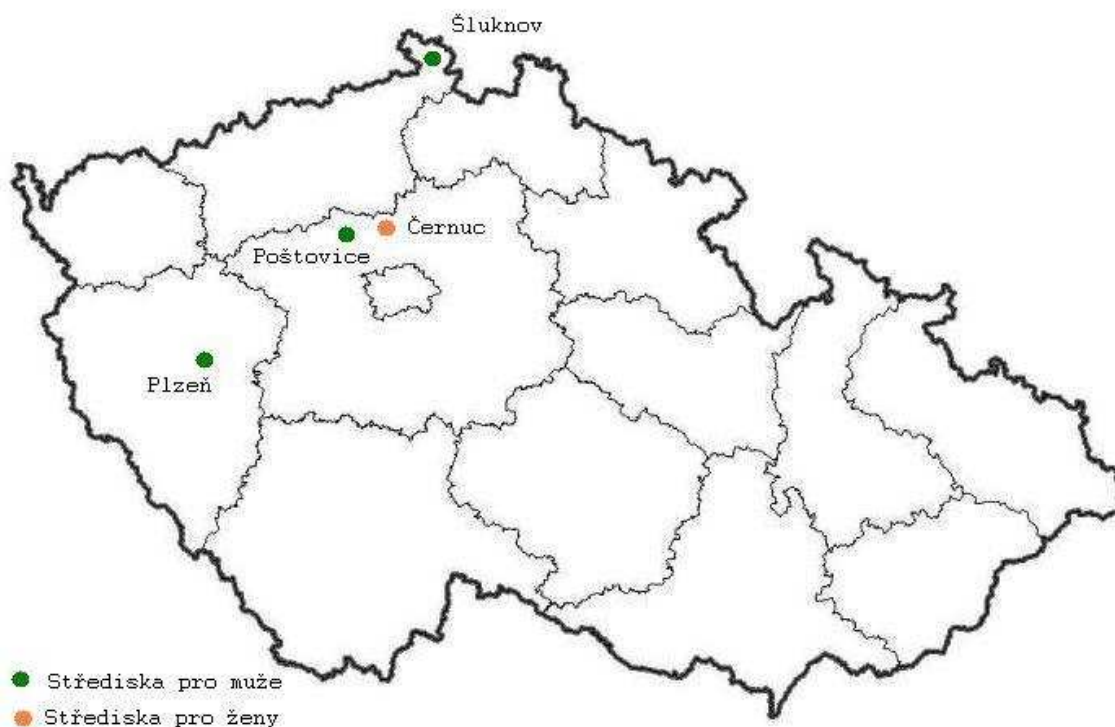 Šluknov
Černuc
Poštovice
Plzeň
Střediska pro muže
Střediska pro ženy